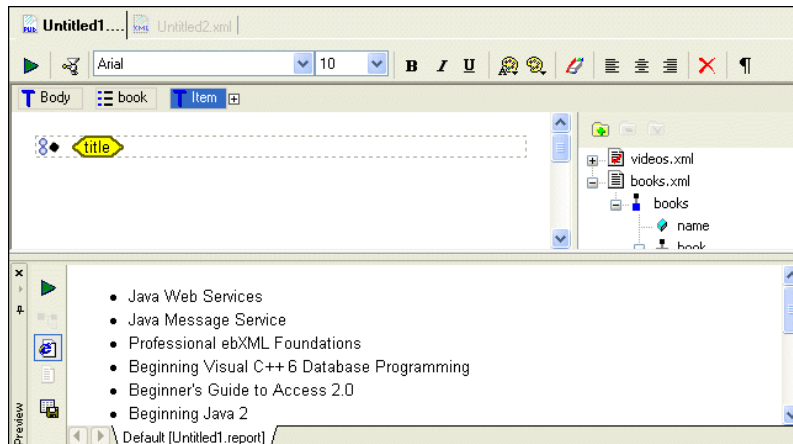 Untitled1.... Untitled2.xml
Arial 10 B I U ¶
Body book Item
title
videos.xml
books.xml
books
name
book
Java Web Services
Java Message Service
Professional ebXML Foundations
Beginning Visual C++ 6 Database Programming
Beginner's Guide to Access 2.0
Beginning Java 2
Preview
Default [Untitled1.report]